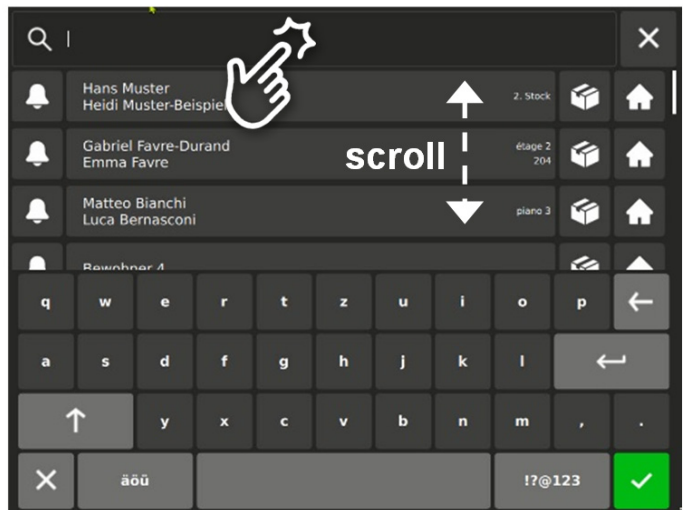 Hans Muster
Heidi Muster-Beispiel
2. Stock
Gabriel Favre-Durand
Emma Favre
étage 2
204
scroll
Matteo Bianchi
Luca Bernasconi
piano 3
Bewohner 4
q w e r t z u i o p
a s d f g h j k l
y x c v b n m , .
äöü !?@123